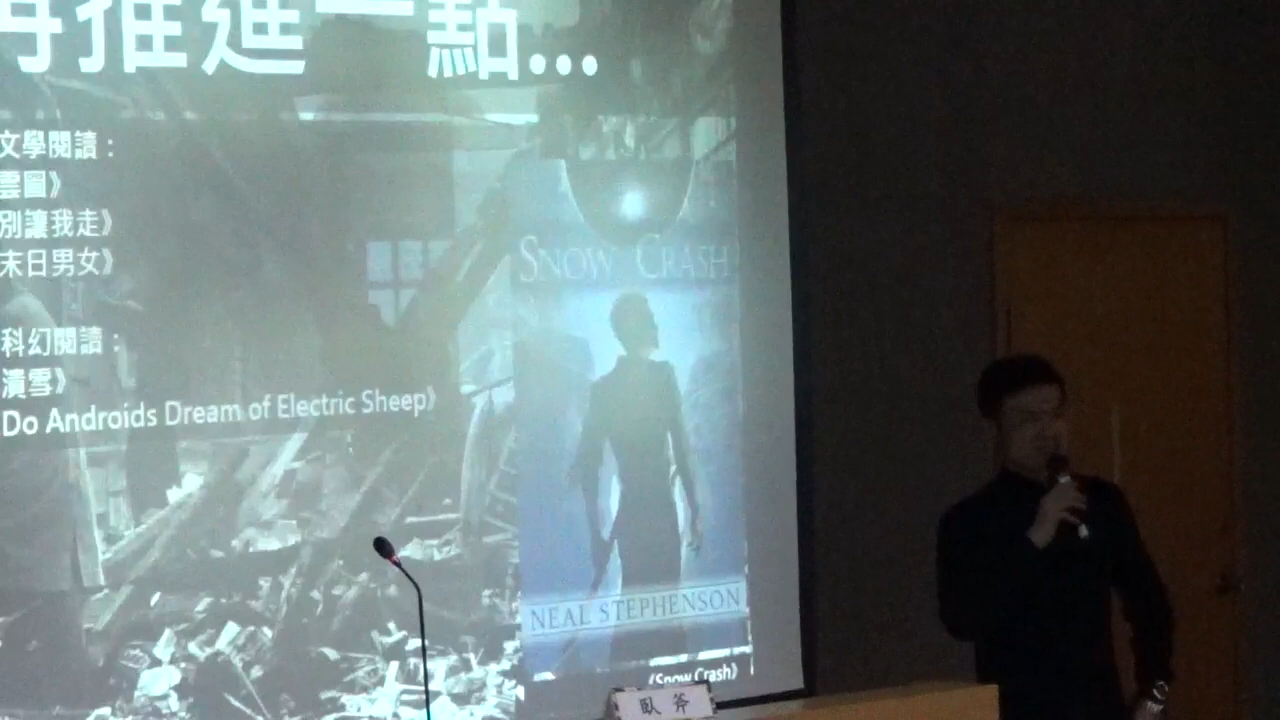 再推進一點...
文學閱讀：
雲圖》
別讓我走》
末日男女》
科幻閱讀：
潰雪》
Do Androids Dream of Electric Sheep》
SNOW CRASH
NEAL STEPHENSON
《Snow Crash》
臥斧